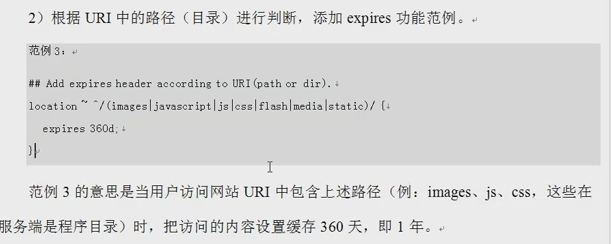 2）根据 URI 中的路径（目录）进行判断，添加 expires 功能范例。
范例 3：
## Add expires header according to URI(path or dir).
location ~ ^/(images|javascript|js|css|flash|media|static)/ {
expires 360d;
}
范例 3 的意思是当用户访问网站 URI 中包含上述路径（例：images、js、css，这些在
服务端是程序目录）时，把访问的内容设置缓存 360 天，即 1 年。